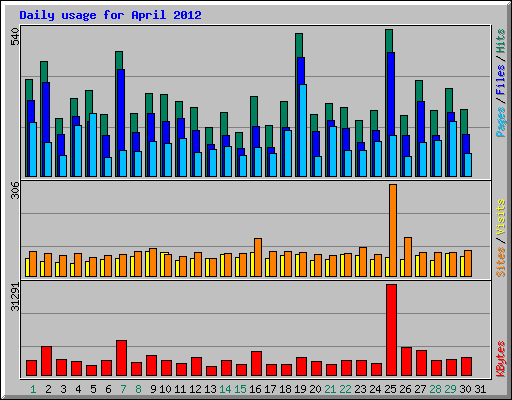 Daily usage for April 2012
540
Pages / Files / Hits
306
Sites / Visits
31291
KBytes
1 2 3 4 5 6 7 8 9 10 11 12 13 14 15 16 17 18 19 20 21 22 23 24 25 26 27 28 29 30 31